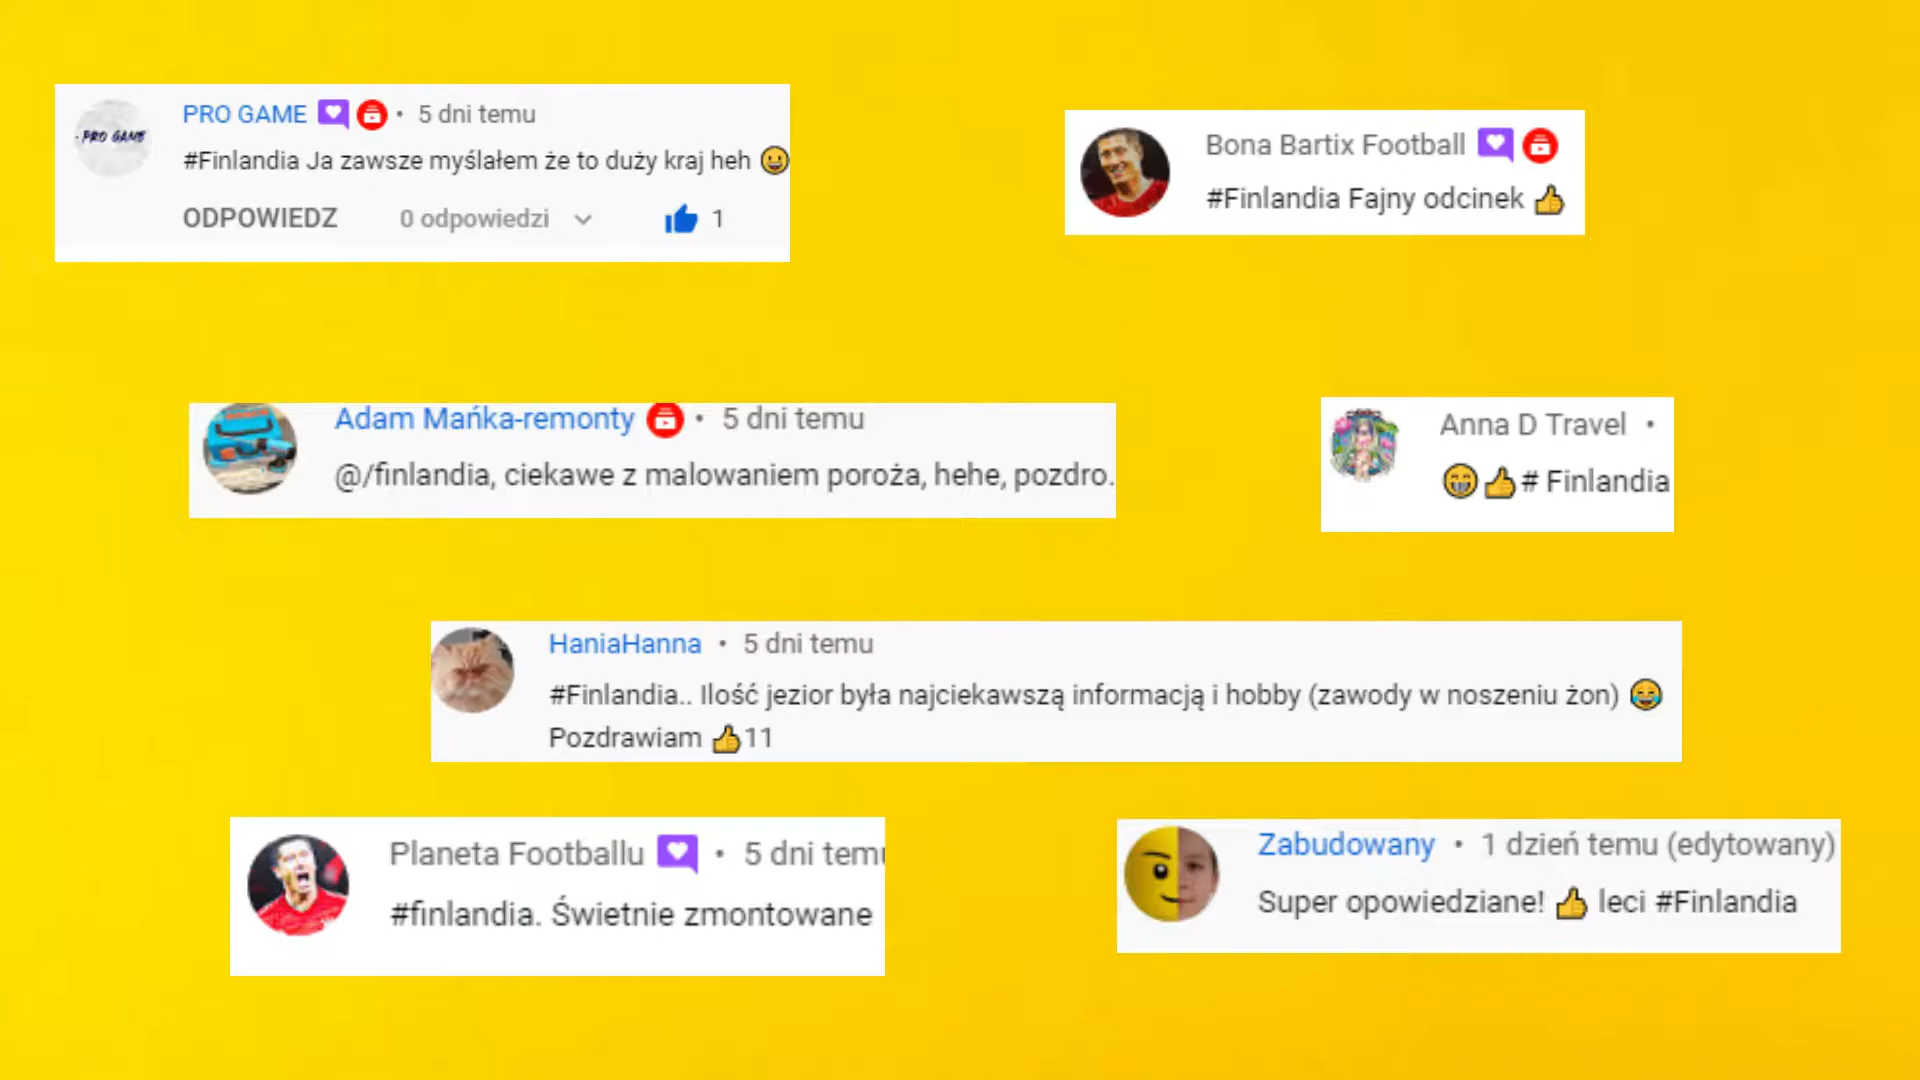 - PRO GAME
PRO GAME • 5 dni temu
#Finlandia Ja zawsze myślałem że to duży kraj heh 😀
ODPOWIEDZ 0 odpowiedzi 1
Bona Bartix Football
#Finlandia Fajny odcinek 👍
Adam Mańka-remonty • 5 dni temu
@/finlandia, ciekawe z malowaniem poroża, hehe, pozdro.
Anna D Travel •
😁👍# Finlandia
HaniaHanna • 5 dni temu
#Finlandia.. Ilość jezior była najciekawszą informacją i hobby (zawody w noszeniu żon) 😂
Pozdrawiam 👍11
Planeta Footballu • 5 dni temu
#finlandia. Świetnie zmontowane
Zabudowany • 1 dzień temu (edytowany)
Super opowiedziane! 👍 leci #Finlandia